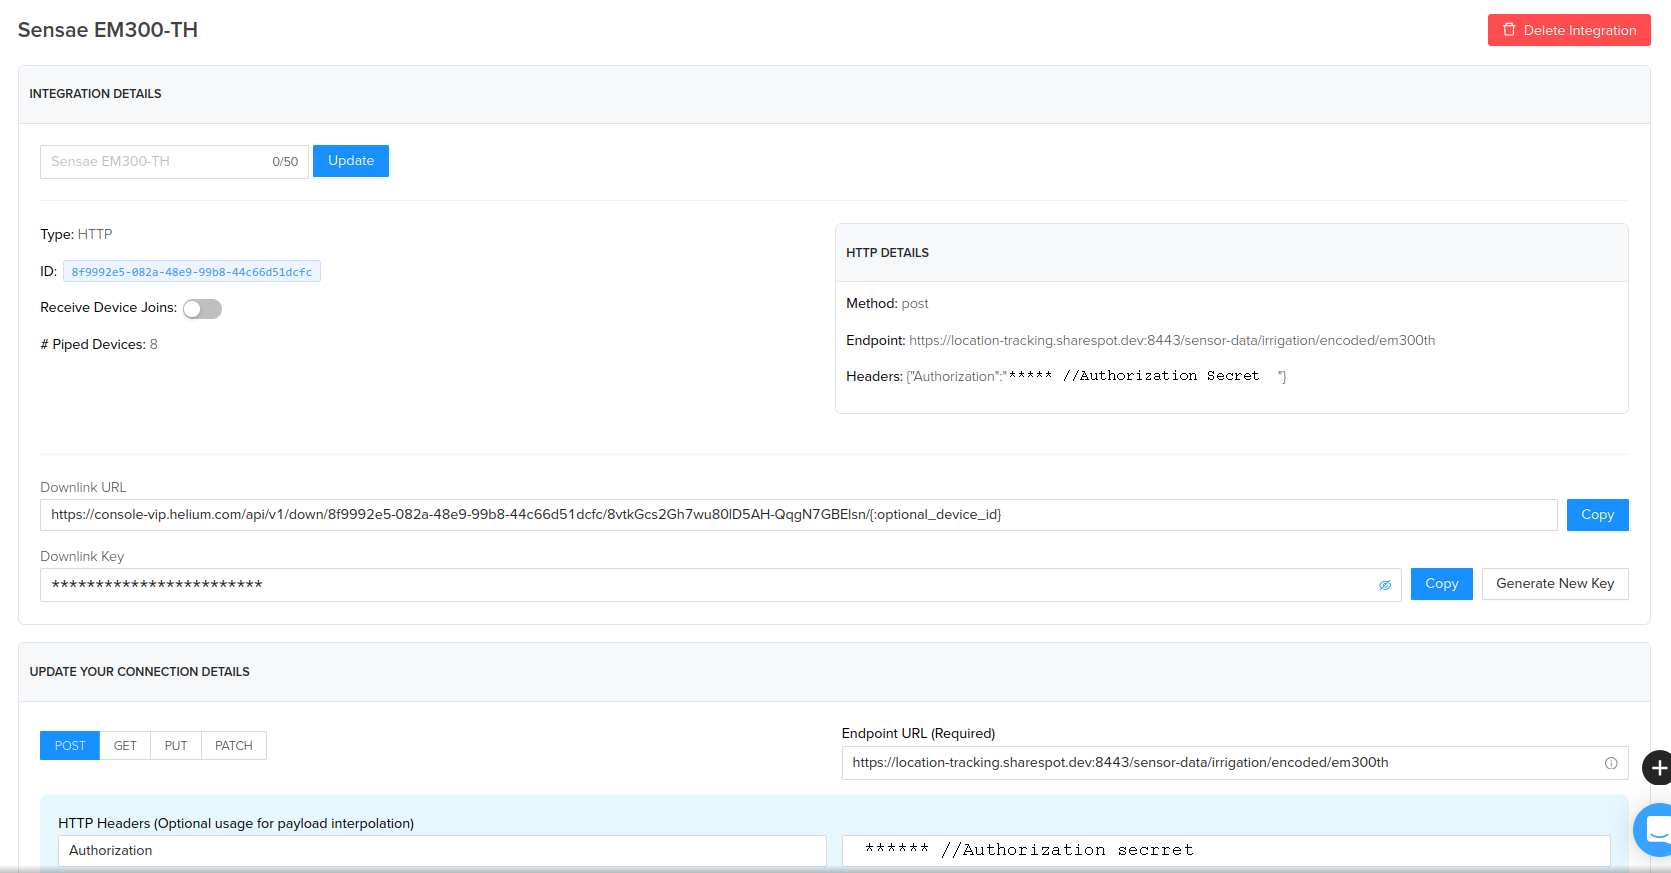 Sensae EM300-TH
Delete Integration
INTEGRATION DETAILS
Sensae EM300-TH 0/50 Update
Type: HTTP
ID: 8f9992e5-082a-48e9-99b8-44c66d51dcfc
Receive Device Joins:
# Piped Devices: 8
HTTP DETAILS
Method: post
Endpoint: https://location-tracking.sharespot.dev:8443/sensor-data/irrigation/encoded/em300th
Headers: {"Authorization":"***** //Authorization Secret "}
Downlink URL
https://console-vip.helium.com/api/v1/down/8f9992e5-082a-48e9-99b8-44c66d51dcfc/8vtkGcs2Gh7wu80lD5AH-QqgN7GBElsn/{:optional_device_id} Copy
Downlink Key
************************ Copy Generate New Key
UPDATE YOUR CONNECTION DETAILS
POST GET PUT PATCH
Endpoint URL (Required)
https://location-tracking.sharespot.dev:8443/sensor-data/irrigation/encoded/em300th
HTTP Headers (Optional usage for payload interpolation)
Authorization ****** //Authorization secrret